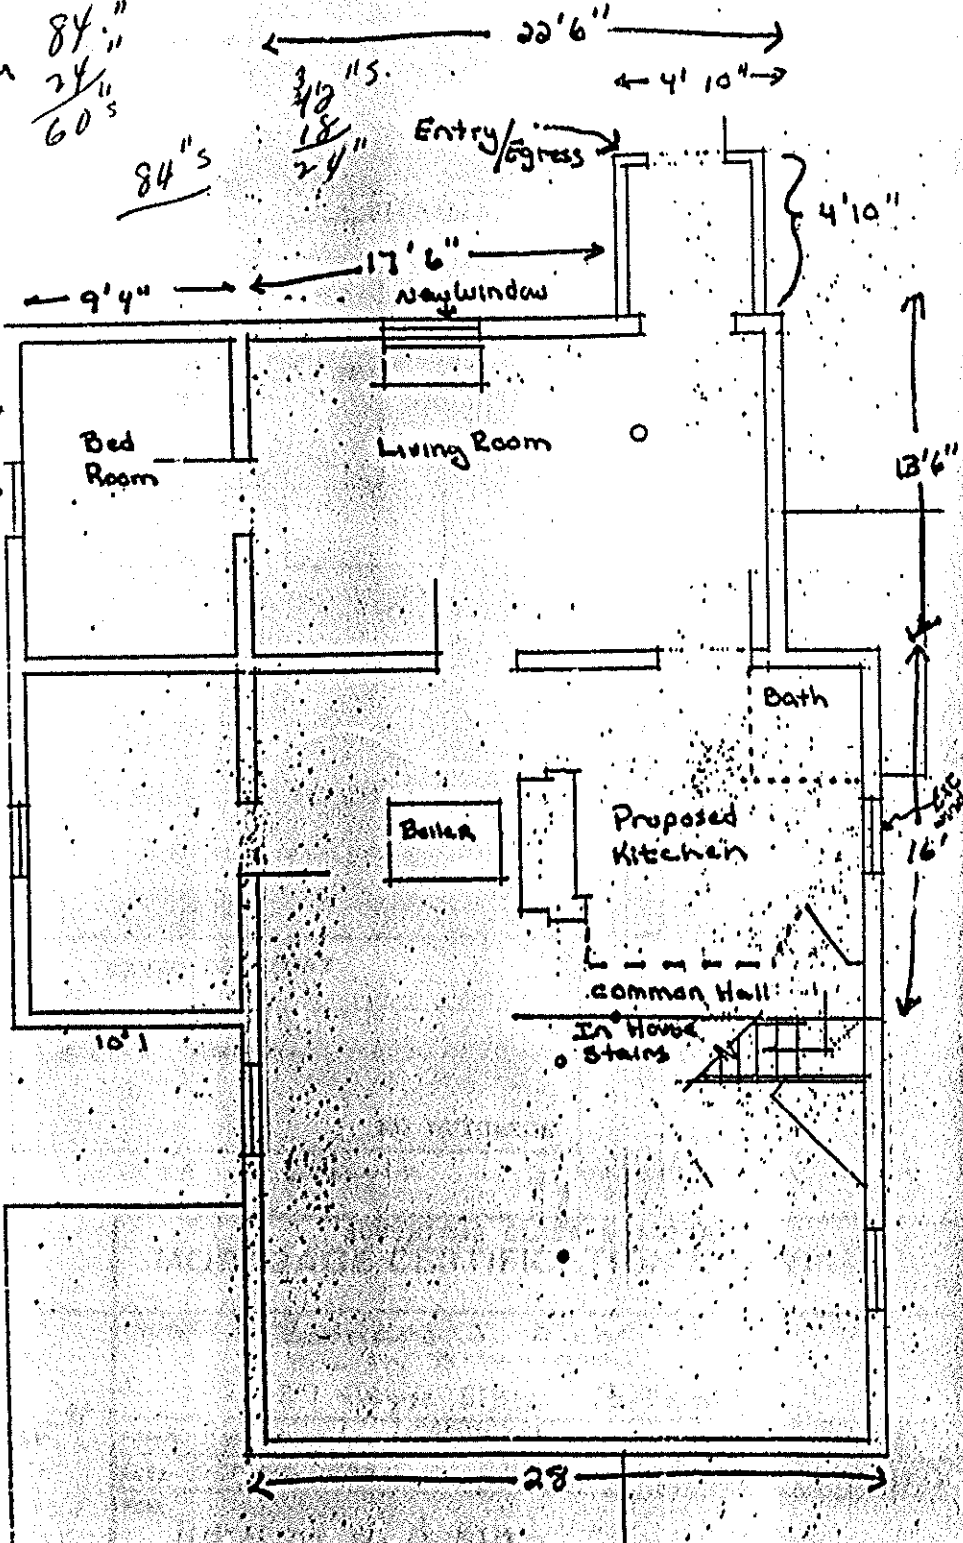 84"
24"
60"s
84"s
42"s.
18
24"
22'6"
4' 10"
Entry/Egress
4'10"
17'6"
9'4"
New Window
Bed
Room
Living Room
13'6"
Bath
Boiler
Proposed
Kitchen
16'
Common Hall
In House
Stairs
10'1
28